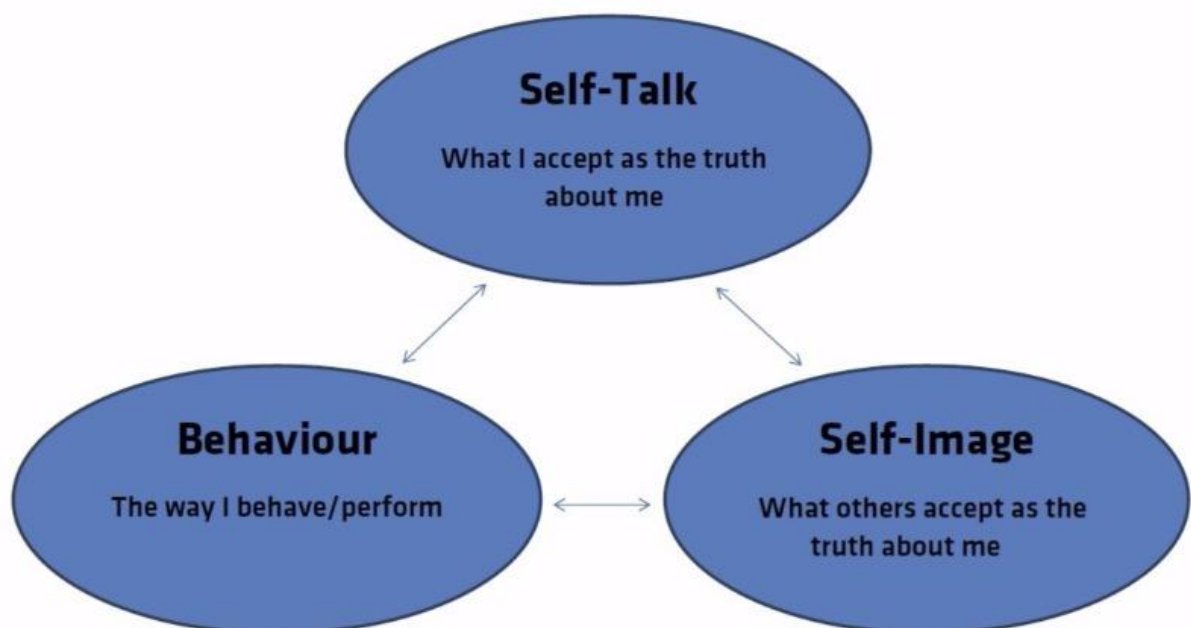 Self-Talk
What I accept as the truth
about me
Behaviour
The way I behave/perform
Self-Image
What others accept as the
truth about me